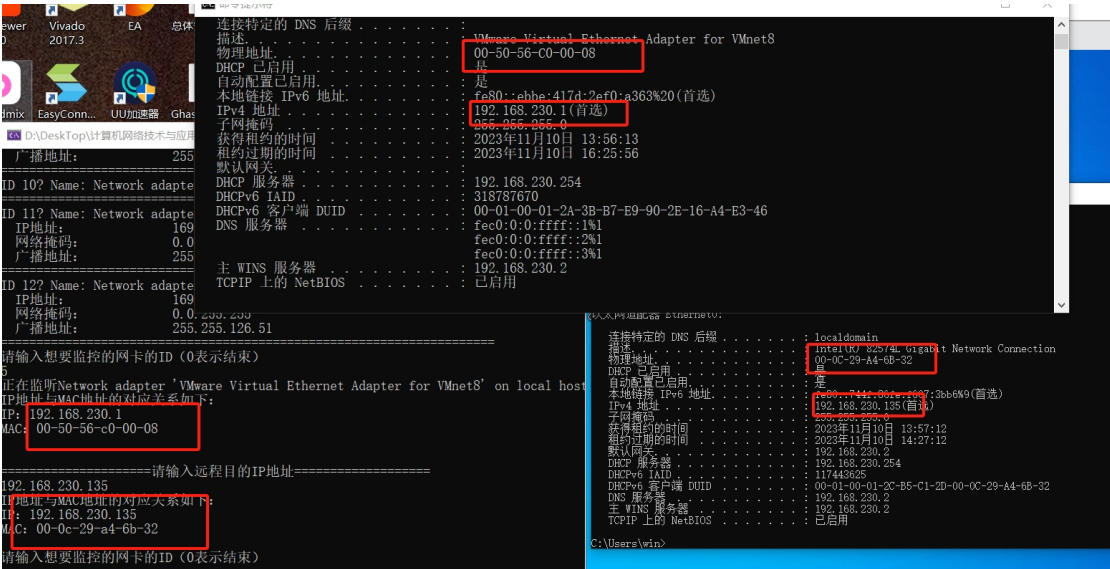 ewer
Vivado
2017.3
EA
总体
dmix
EasyConn...
UU加速器
Ghas
命令提示符
连接特定的 DNS 后缀 . . . . . . . :
描述. . . . . . . . . . . . . . . : VMware Virtual Ethernet Adapter for VMnet8
物理地址. . . . . . . . . . . . . : 00-50-56-C0-00-08
DHCP 已启用 . . . . . . . . . . . : 是
自动配置已启用. . . . . . . . . . : 是
本地链接 IPv6 地址. . . . . . . . : fe80::ebbe:417d:2ef0:a363%20(首选)
IPv4 地址 . . . . . . . . . . . . : 192.168.230.1(首选)
子网掩码 . . . . . . . . . . . . : 255.255.255.0
获得租约的时间 . . . . . . . . . : 2023年11月10日 13:56:13
租约过期的时间 . . . . . . . . . : 2023年11月10日 16:25:56
默认网关. . . . . . . . . . . . . :
DHCP 服务器 . . . . . . . . . . . : 192.168.230.254
DHCPv6 IAID . . . . . . . . . . . : 318787670
DHCPv6 客户端 DUID . . . . . . . : 00-01-00-01-2A-3B-B7-E9-90-2E-16-A4-E3-46
DNS 服务器 . . . . . . . . . . . : fec0:0:0:ffff::1%1
fec0:0:0:ffff::2%1
fec0:0:0:ffff::3%1
主 WINS 服务器 . . . . . . . . . : 192.168.230.2
TCPIP 上的 NetBIOS . . . . . . . : 已启用
D:\DeskTop\计算机网络技术与应用
广播地址: 255
ID 10? Name: Network adapte
ID 11? Name: Network adapte
IP地址: 169
网络掩码: 0.0
广播地址: 255
ID 12? Name: Network adapte
IP地址: 169
网络掩码: 0.0.255.255
广播地址: 255.255.126.51
请输入想要监控的网卡的ID（0表示结束）
5
正在监听Network adapter 'VMware Virtual Ethernet Adapter for VMnet8' on local host
IP地址与MAC地址的对应关系如下:
IP: 192.168.230.1
MAC: 00-50-56-c0-00-08
=====================请输入远程目的IP地址===================
192.168.230.135
IP地址与MAC地址的对应关系如下:
IP: 192.168.230.135
MAC: 00-0c-29-a4-6b-32
请输入想要监控的网卡的ID（0表示结束）
以太网适配器 Ethernet0:
连接特定的 DNS 后缀 . . . . . . . : localdomain
描述. . . . . . . . . . . . . . . : Intel(R) 82574L Gigabit Network Connection
物理地址. . . . . . . . . . . . . : 00-0C-29-A4-6B-32
DHCP 已启用 . . . . . . . . . . . : 是
自动配置已启用. . . . . . . . . . : 是
本地链接 IPv6 地址. . . . . . . . :
IPv4 地址 . . . . . . . . . . . . : 192.168.230.135(首选)
子网掩码 . . . . . . . . . . . . : 255.255.255.0
获得租约的时间 . . . . . . . . . : 2023年11月10日 13:57:12
租约过期的时间 . . . . . . . . . : 2023年11月10日 14:27:12
默认网关. . . . . . . . . . . . . : 192.168.230.2
DHCP 服务器 . . . . . . . . . . . : 192.168.230.254
DHCPv6 IAID . . . . . . . . . . . : 117443625
DHCPv6 客户端 DUID . . . . . . . : 00-01-00-01-2C-B5-C1-2D-00-0C-29-A4-6B-32
DNS 服务器 . . . . . . . . . . . : 192.168.230.2
主 WINS 服务器 . . . . . . . . . : 192.168.230.2
TCPIP 上的 NetBIOS . . . . . . . : 已启用
C:\Users\win>